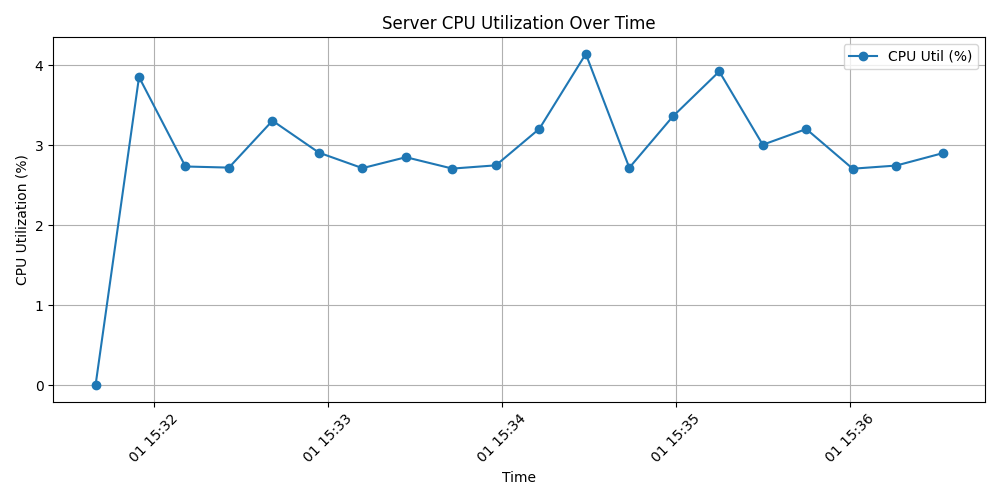 Server CPU Utilization Over Time
CPU Util (%)
CPU Utilization (%)
4
3
2
1
0
01 15:32
01 15:33
01 15:34
01 15:35
01 15:36
Time